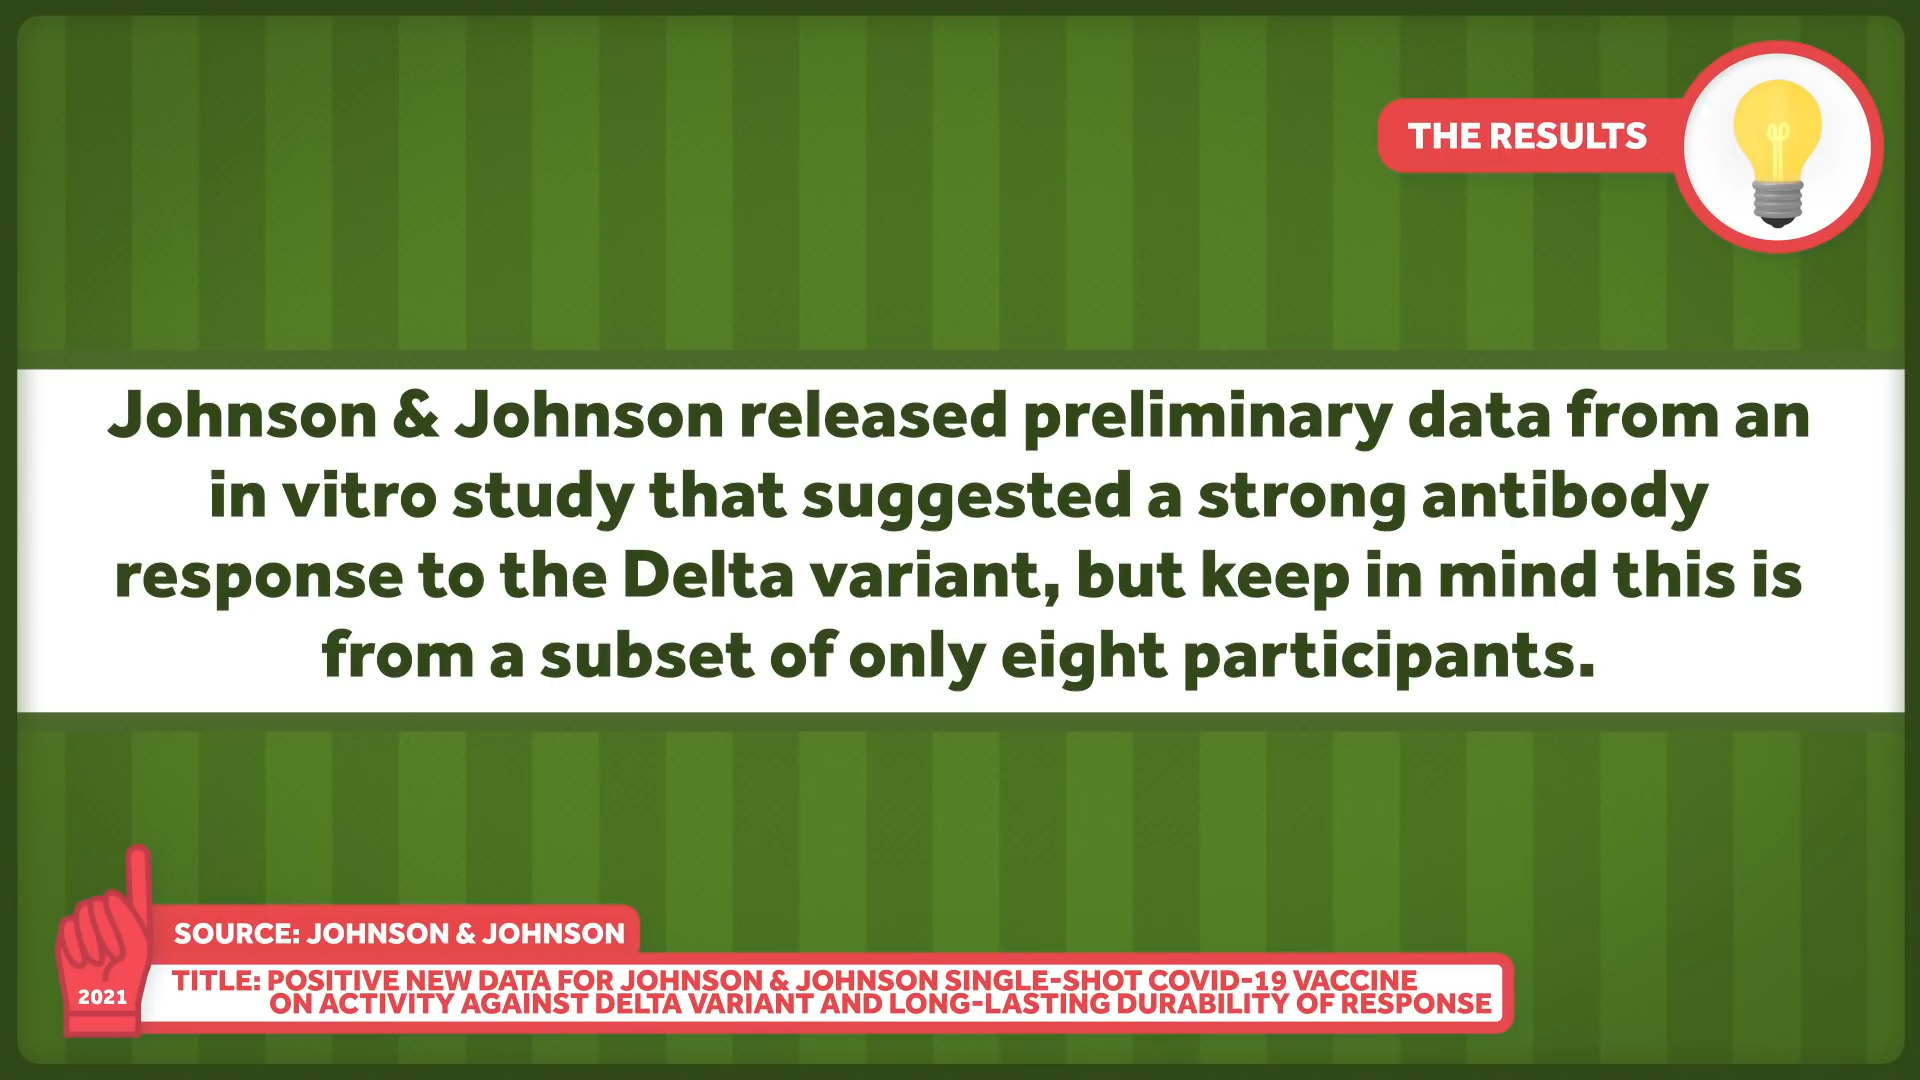 THE RESULTS
Johnson & Johnson released preliminary data from an
in vitro study that suggested a strong antibody
response to the Delta variant, but keep in mind this is
from a subset of only eight participants.
SOURCE: JOHNSON & JOHNSON
TITLE: POSITIVE NEW DATA FOR JOHNSON & JOHNSON SINGLE-SHOT COVID-19 VACCINE
ON ACTIVITY AGAINST DELTA VARIANT AND LONG-LASTING DURABILITY OF RESPONSE
2021